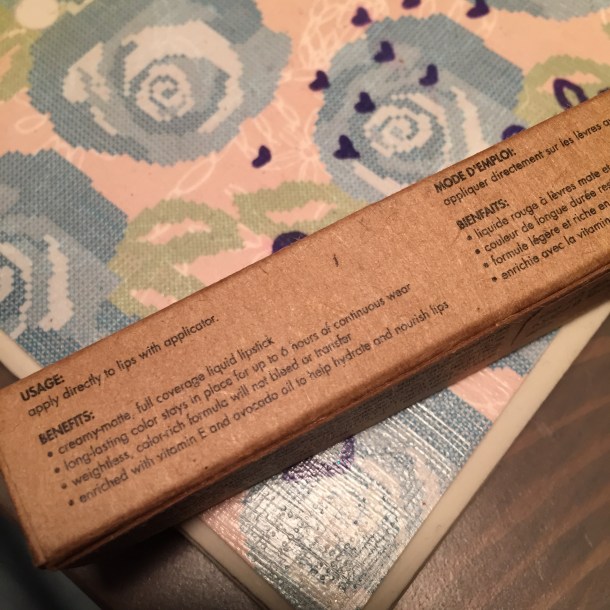 USAGE:
apply directly to lips with applicator.
BENEFITS:
• creamy-matte, full coverage liquid lipstick
• long-lasting color stays in place for up to 6 hours of continuous wear
• weightless, color-rich formula will not bleed or transfer
• enriched with vitamin E and avocado oil to help hydrate and nourish lips
MODE D'EMPLOI:
appliquer directement sur les lèvres
BIENFAITS:
• liquide rouge à lèvres mate et
• couleur de longue durée
• formule légère et riche en
• enrichie avec la vitamin